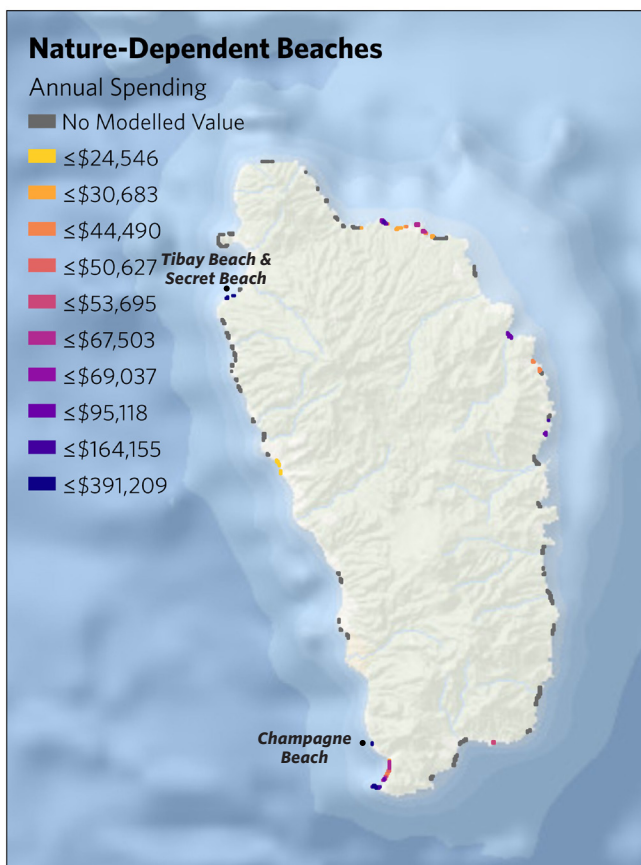 Nature-Dependent Beaches
Annual Spending
No Modelled Value
≤$24,546
≤$30,683
≤$44,490
≤$50,627
≤$53,695
≤$67,503
≤$69,037
≤$95,118
≤$164,155
≤$391,209
Tibay Beach &
Secret Beach
Champagne
Beach